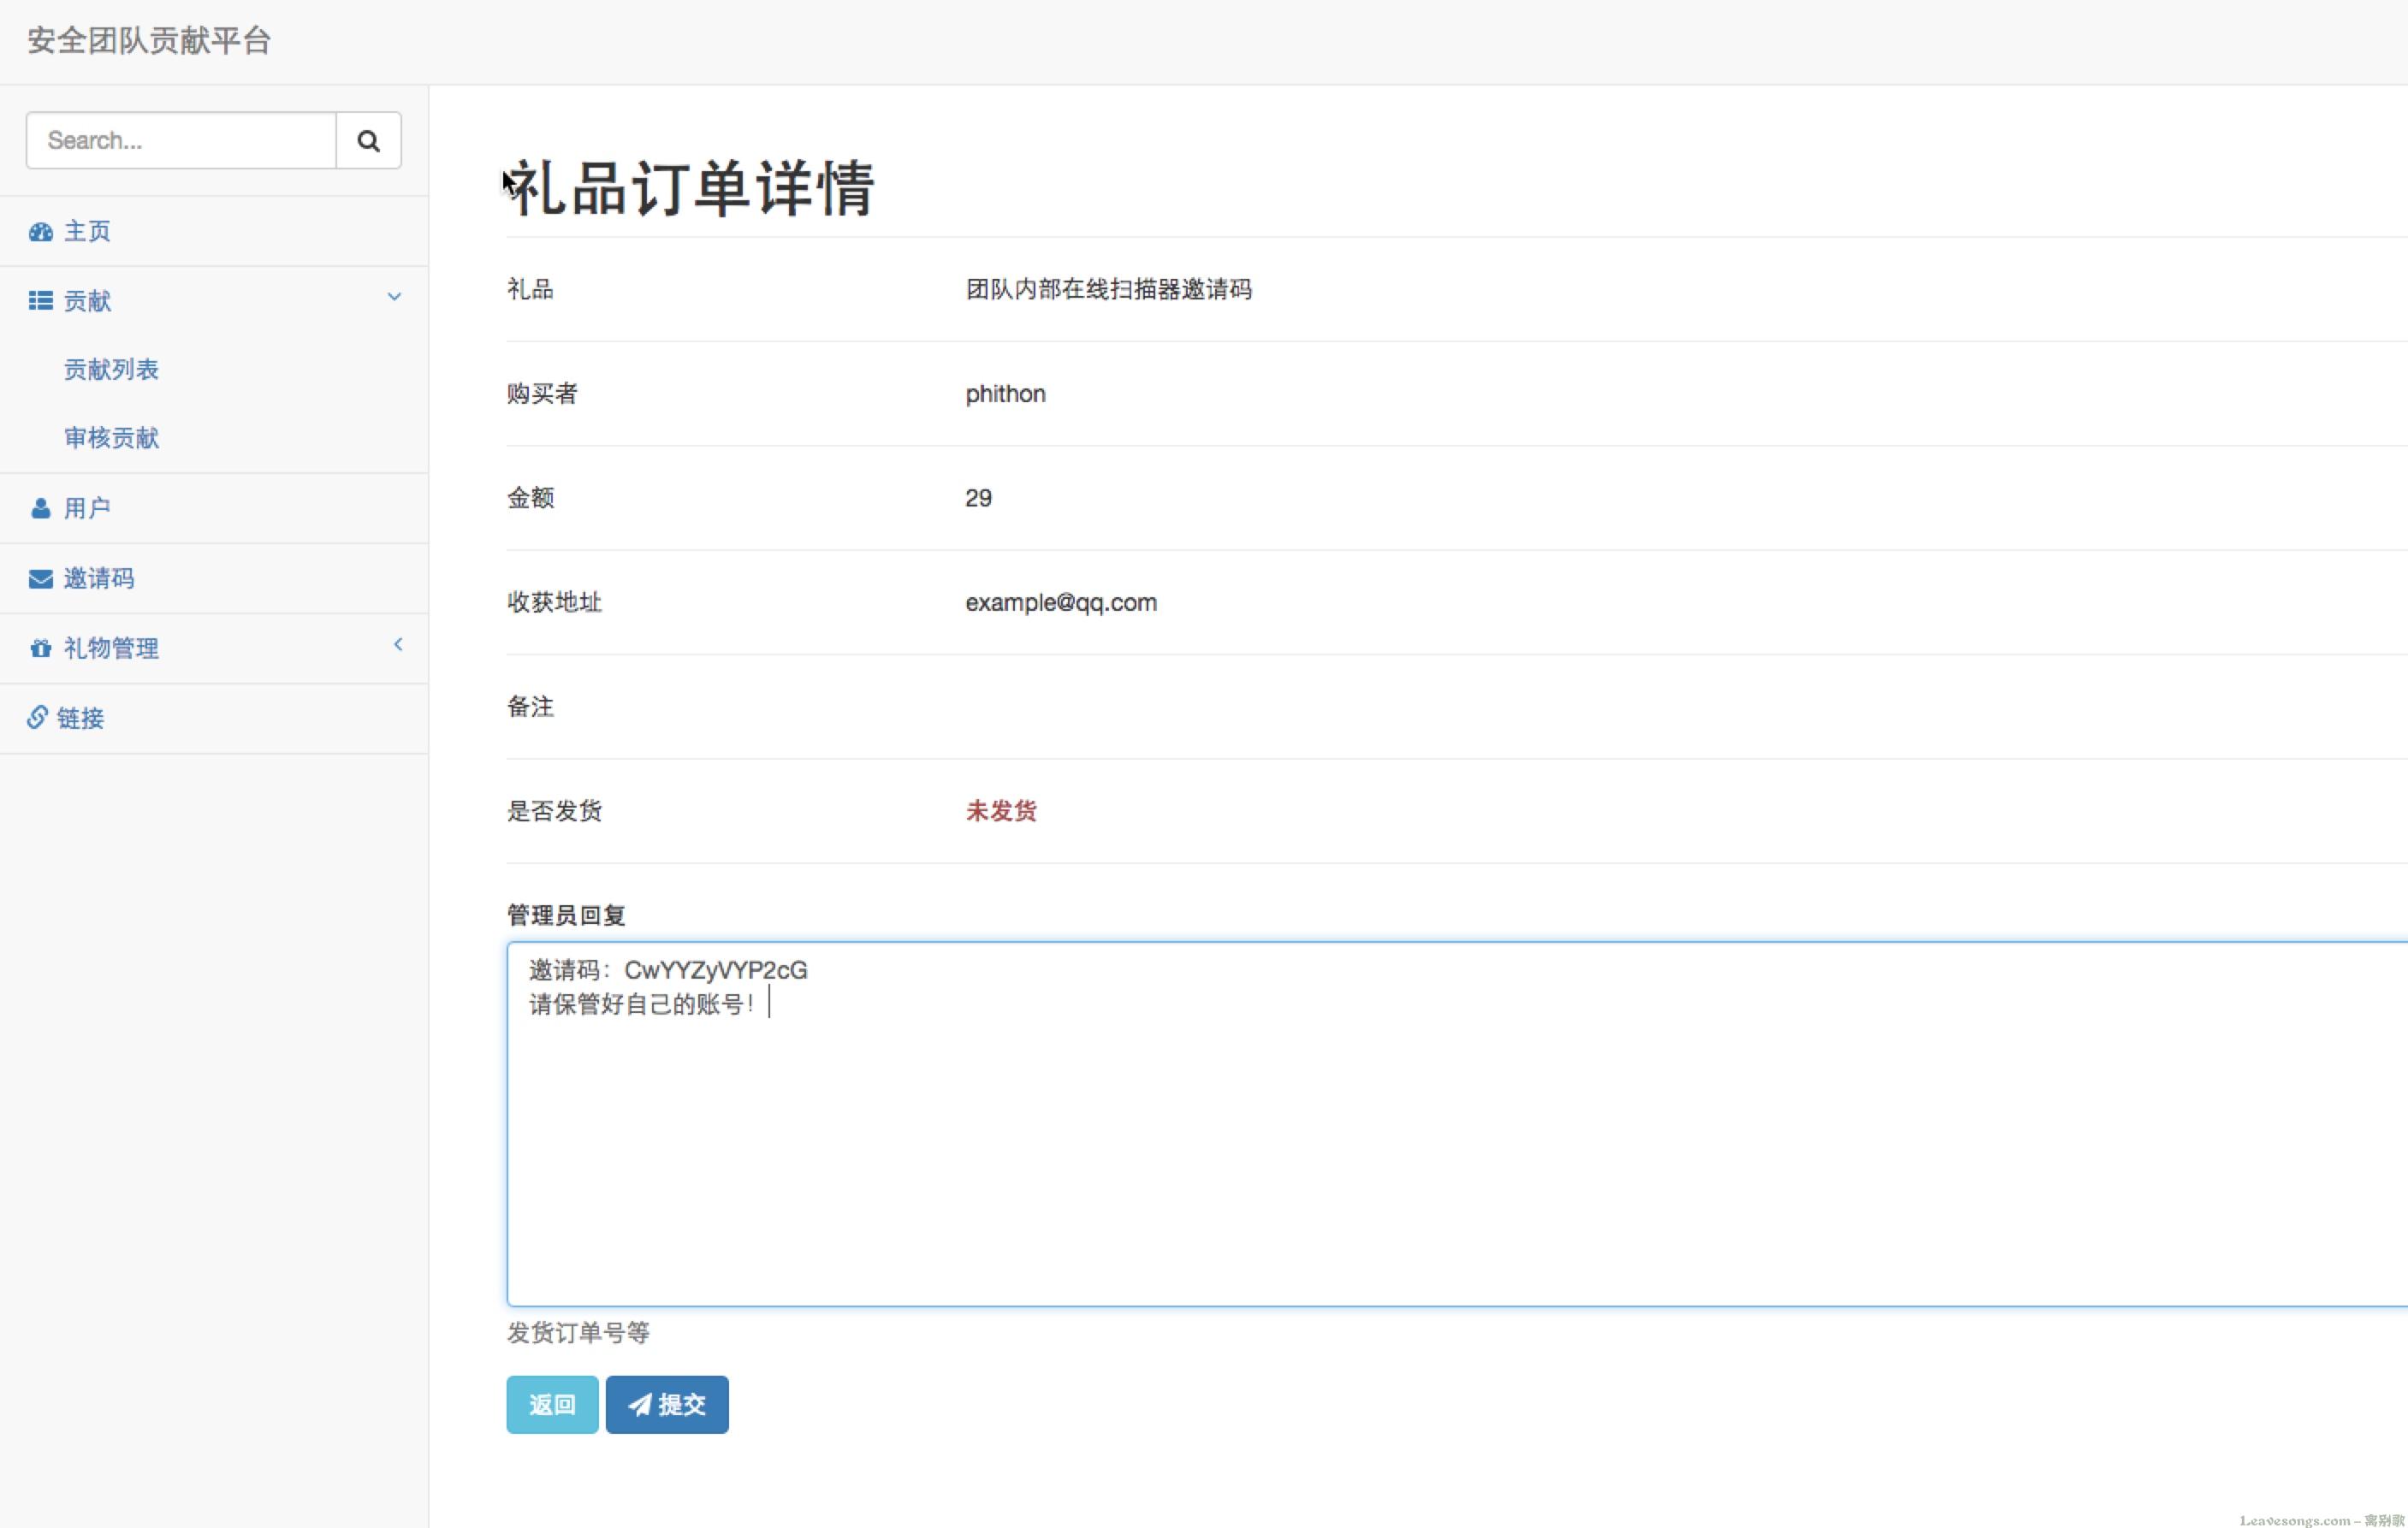 安全团队贡献平台
Search...
主页
贡献
贡献列表
审核贡献
用户
邀请码
礼物管理
链接
礼品订单详情
礼品 团队内部在线扫描器邀请码
购买者 phithon
金额 29
收获地址 example@qq.com
备注
是否发货 未发货
管理员回复
邀请码：CwYYZyVYP2cG
请保管好自己的账号！
发货订单号等
返回 提交
Leavesongs.com – 离别歌